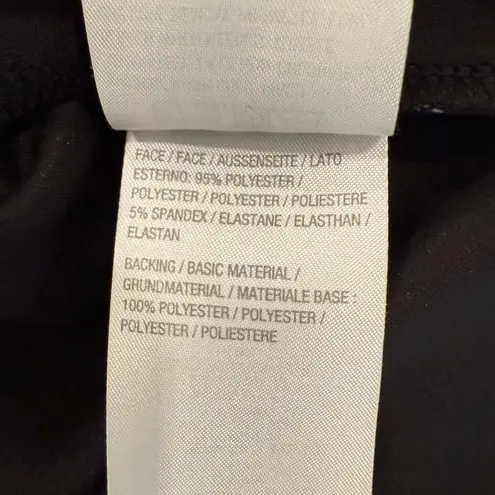 FACE / FACE / AUSSENSEITE / LATO
ESTERNO: 95% POLYESTER /
POLYESTER / POLYESTER / POLIESTERE
5% SPANDEX / ELASTANE / ELASTHAN /
ELASTAN
BACKING / BASIC MATERIAL /
GRUNDMATERIAL / MATERIALE BASE :
100% POLYESTER / POLYESTER /
POLYESTER / POLIESTERE